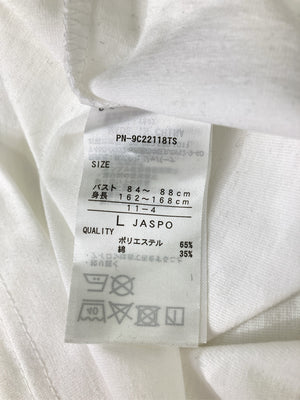 PN-9C22118TS
SIZE
バスト 84～ 88cm
身長 162～168cm
11-4
L JASPO
QUALITY
ポリエステル 65%
綿 35%
40